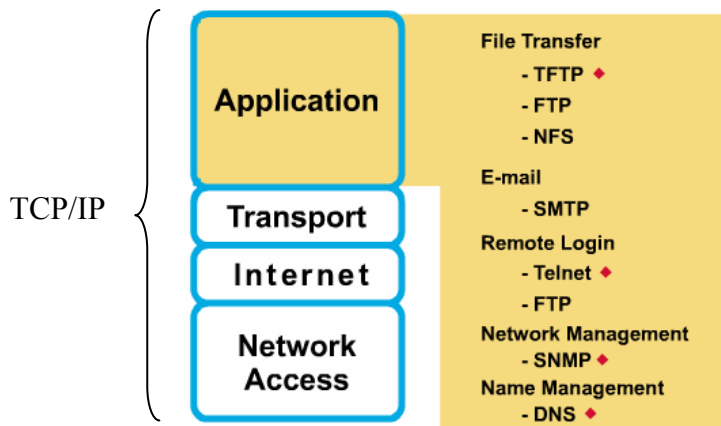 TCP/IP
Application
Transport
Internet
Network
Access
File Transfer
- TFTP ◆
- FTP
- NFS
E-mail
- SMTP
Remote Login
- Telnet ◆
- FTP
Network Management
- SNMP ◆
Name Management
- DNS ◆